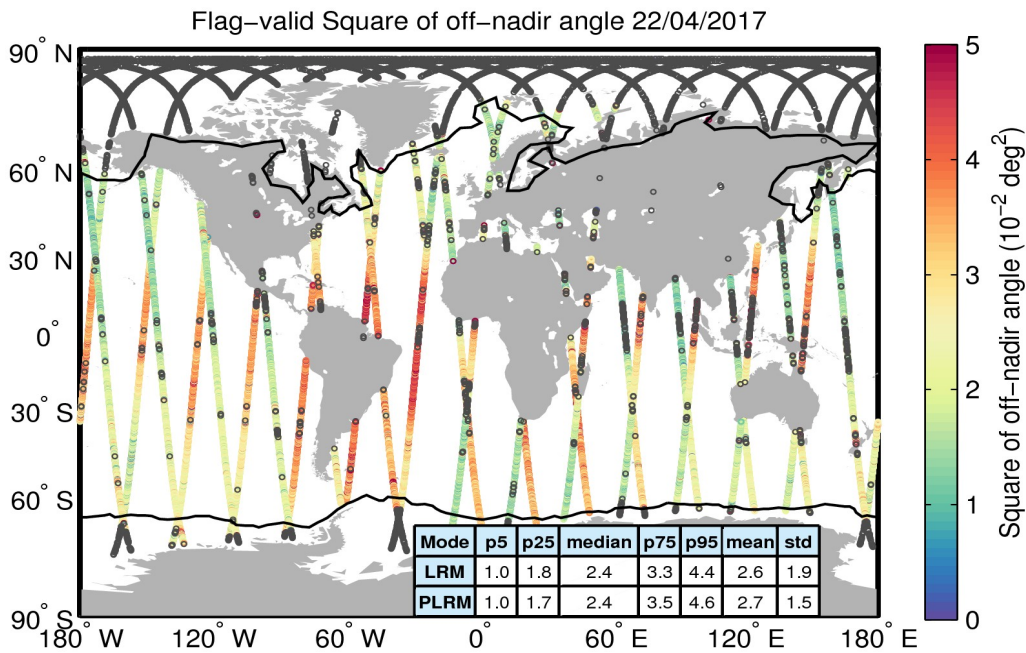 Flag−valid Square of off−nadir angle 22/04/2017
90° N
60° N
30° N
0°
30° S
60° S
90° S
180° W
120° W
60° W
0°
60° E
120° E
180° E
Mode p5 p25 median p75 p95 mean std
LRM 1.0 1.8 2.4 3.3 4.4 2.6 1.9
PLRM 1.0 1.7 2.4 3.5 4.6 2.7 1.5
5
4
3
2
1
0
Square of off−nadir angle (10⁻² deg²)